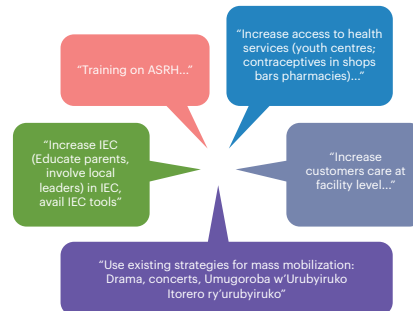 “Training on ASRH...”
“Increase access to health
services (youth centres;
contraceptives in shops
bars pharmacies)...”
“Increase IEC
(Educate parents,
involve local
leaders) in IEC,
avail IEC tools”
“Increase
customers care at
facility level...”
“Use existing strategies for mass mobilization:
Drama, concerts, Umugoroba w’Urubyiruko
Itorero ry’urubyiruko”